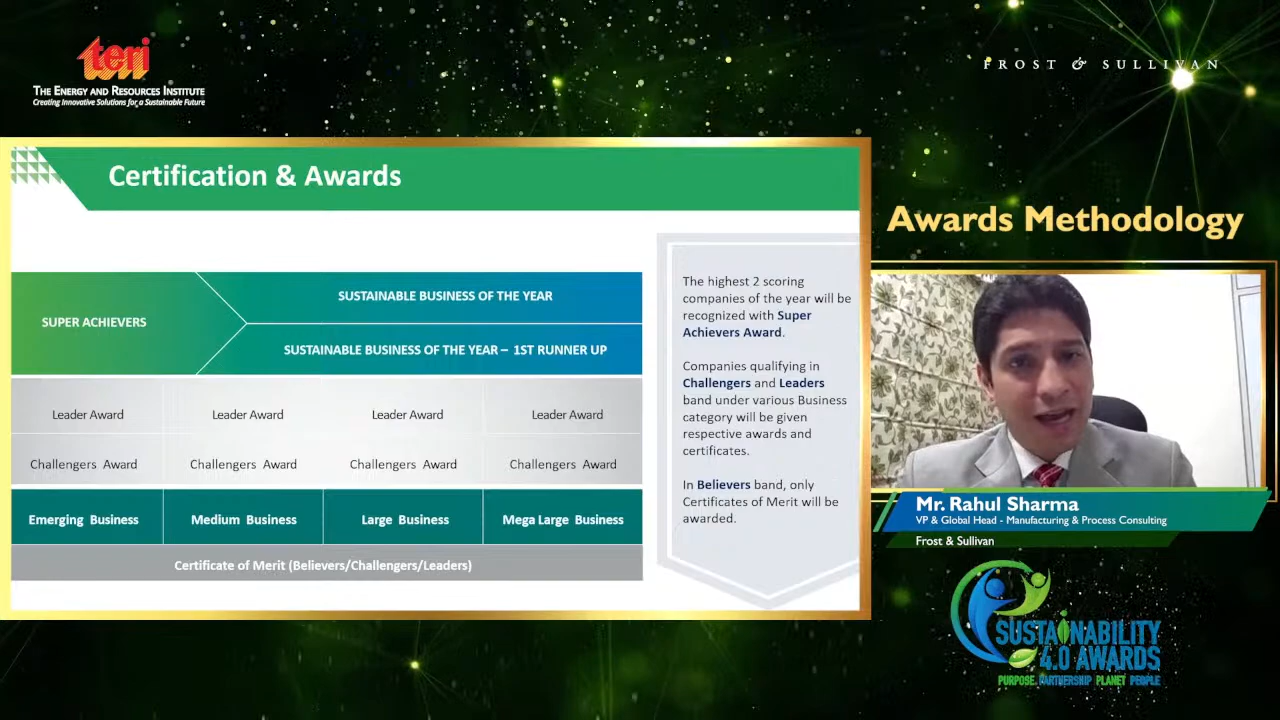 teri
THE ENERGY AND RESOURCES INSTITUTE
Creating Innovative Solutions for a Sustainable Future
FROST & SULLIVAN
Certification & Awards
SUPER ACHIEVERS
SUSTAINABLE BUSINESS OF THE YEAR
SUSTAINABLE BUSINESS OF THE YEAR – 1ST RUNNER UP
Leader Award
Leader Award
Leader Award
Leader Award
Challengers Award
Challengers Award
Challengers Award
Challengers Award
Emerging Business
Medium Business
Large Business
Mega Large Business
Certificate of Merit (Believers/Challengers/Leaders)
The highest 2 scoring
companies of the year will be
recognized with Super
Achievers Award.
Companies qualifying in
Challengers and Leaders
band under various Business
category will be given
respective awards and
certificates.
In Believers band, only
Certificates of Merit will be
awarded.
Awards Methodology
Mr. Rahul Sharma
VP & Global Head - Manufacturing & Process Consulting
Frost & Sullivan
SUSTAINABILITY
4.0 AWARDS
PURPOSE PARTNERSHIP PLANET PEOPLE